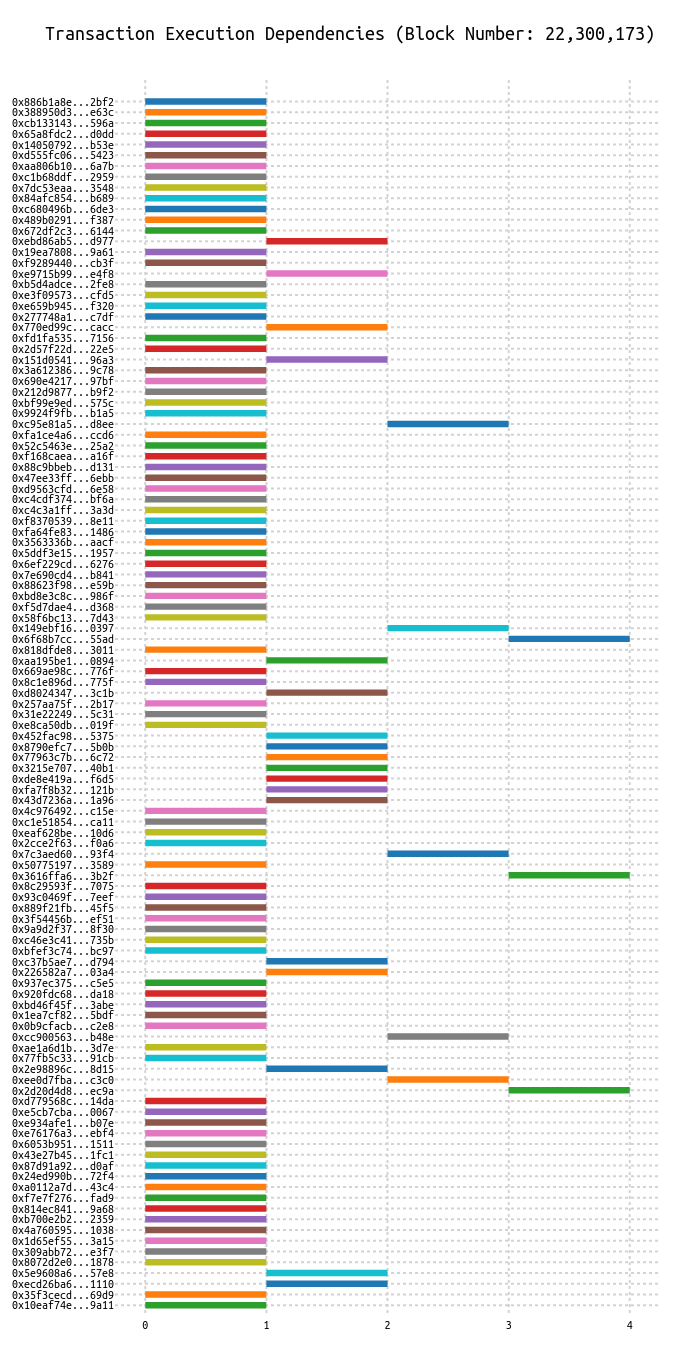 Transaction Execution Dependencies (Block Number: 22,300,173)
0x886b1a8e...2bf2
0x388950d3...e63c
0xcb133143...596a
0x65a8fdc2...d0dd
0x14050792...b53e
0xd555fc06...5423
0xaa806b10...6a7b
0xc1b68ddf...2959
0x7dc53eaa...3548
0x84afc854...b689
0xc680496b...6de3
0x489b0291...f387
0x672df2c3...6144
0xebd86ab5...d977
0x19ea7808...9a61
0xf9289440...cb3f
0xe9715b99...e4f8
0xb5d4adce...2fe8
0xe3f09573...cfd5
0xe659b945...f320
0x277748a1...c7df
0x770ed99c...cacc
0xfd1fa535...7156
0x2d57f22d...22e5
0x151d0541...96a3
0x3a612386...9c78
0x690e4217...97bf
0x212d9877...b9f2
0xbf99e9ed...575c
0x9924f9fb...b1a5
0xc95e81a5...d8ee
0xfa1ce4a6...ccd6
0x52c5463e...25a2
0xf168caea...a16f
0x88c9bbeb...d131
0x47ee33ff...6ebb
0xd9563cfd...6e58
0xc4cdf374...bf6a
0xc4c3a1ff...3a3d
0xf8370539...8e11
0xfa64fe83...1486
0x3563336b...aacf
0x5ddf3e15...1957
0x6ef229cd...6276
0x7e690cd4...b841
0x88623f98...e59b
0xbd8e3c8c...986f
0xf5d7dae4...d368
0x58f6bc13...7d43
0x149ebf16...0397
0x6f68b7cc...55ad
0x818dfde8...3011
0xaa195be1...0894
0x669ae98c...776f
0x8c1e896d...775f
0xd8024347...3c1b
0x257aa75f...2b17
0x31e22249...5c31
0xe8ca50db...019f
0x452fac98...5375
0x8790efc7...5b0b
0x77963c7b...6c72
0x3215e707...40b1
0xde8e419a...f6d5
0xfa7f8b32...121b
0x43d7236a...1a96
0x4c976492...c15e
0xc1e51854...ca11
0xeaf628be...10d6
0x2cce2f63...f0a6
0x7c3aed60...93f4
0x50775197...3589
0x3616ffa6...3b2f
0x8c29593f...7075
0x93c0469f...7eef
0x889f21fb...45f5
0x3f54456b...ef51
0x9a9d2f37...8f30
0xc46e3c41...735b
0xbfef3c74...bc97
0xc37b5ae7...d794
0x226582a7...03a4
0x937ec375...c5e5
0x920fdc68...da18
0xbd46f45f...3abe
0x1ea7cf82...5bdf
0x0b9cfacb...c2e8
0xcc900563...b48e
0xae1a6d1b...3d7e
0x77fb5c33...91cb
0x2e98896c...8d15
0xee0d7fba...c3c0
0x2d20d4d8...ec9a
0xd779568c...14da
0xe5cb7cba...0067
0xe934afe1...b07e
0xe76176a3...ebf4
0x6053b951...1511
0x43e27b45...1fc1
0x87d91a92...d0af
0x24ed990b...72f4
0xa0112a7d...43c4
0xf7e7f276...fad9
0x814ec841...9a68
0xb700e2b2...2359
0x4a760595...1038
0x1d65ef55...3a15
0x309abb72...e3f7
0x8072d2e0...1878
0x5e9608a6...57e8
0xecd26ba6...1110
0x35f3cecd...69d9
0x10eaf74e...9a11
0 1 2 3 4